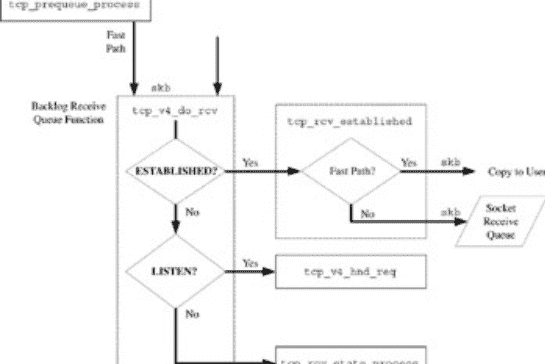 tcp_prequeue_process
Fast
Path
skb
Backlog Receive
Queue Function
tcp_v4_do_rcv
tcp_rcv_established
ESTABLISHED?
Yes
Fast Path?
Yes
skb
Copy to User
No
No
skb
Socket
Receive
Queue
LISTEN?
Yes
tcp_v4_hnd_req
No
tcp_rcv_state_process